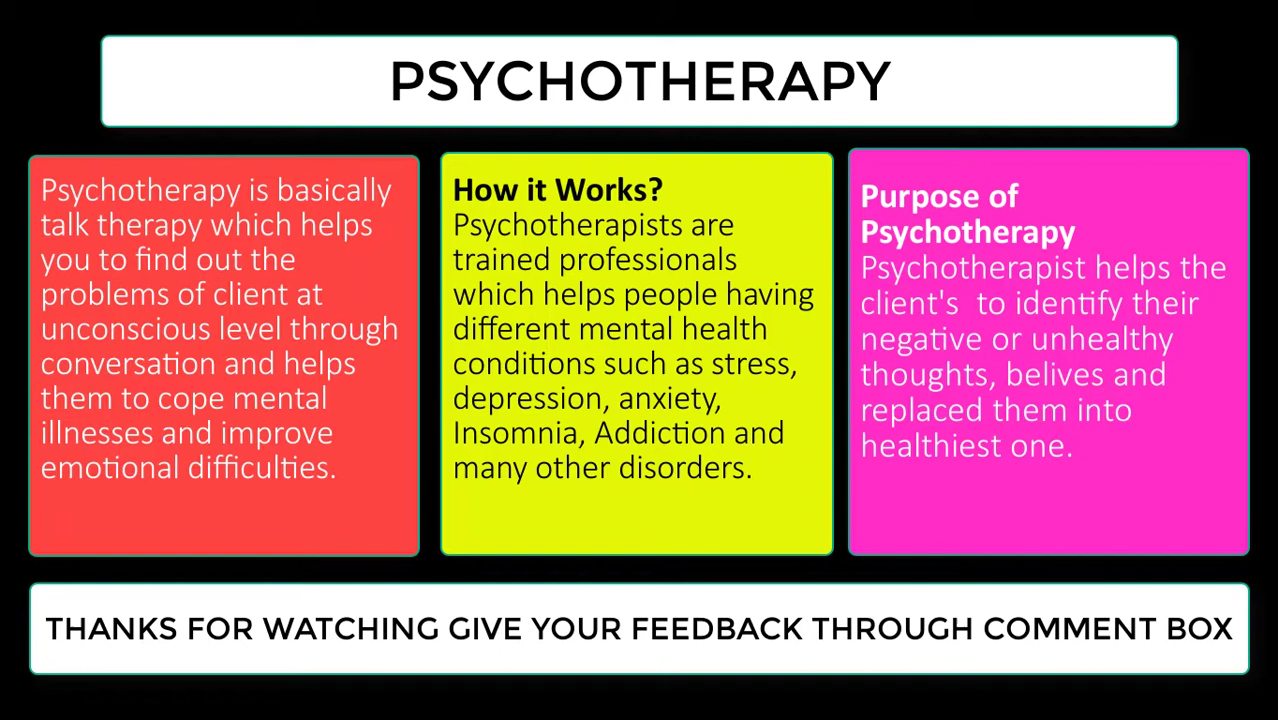 PSYCHOTHERAPY
Psychotherapy is basically
talk therapy which helps
you to find out the
problems of client at
unconscious level through
conversation and helps
them to cope mental
illnesses and improve
emotional difficulties.
How it Works?
Psychotherapists are
trained professionals
which helps people having
different mental health
conditions such as stress,
depression, anxiety,
Insomnia, Addiction and
many other disorders.
Purpose of
Psychotherapy
Psychotherapist helps the
client's  to identify their
negative or unhealthy
thoughts, belives and
replaced them into
healthiest one.
THANKS FOR WATCHING GIVE YOUR FEEDBACK THROUGH COMMENT BOX